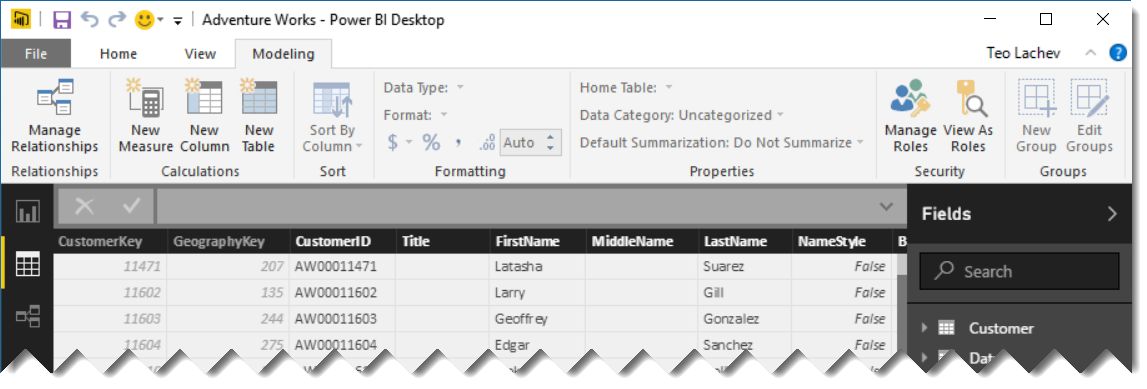 Adventure Works - Power BI Desktop
File Home View Modeling Teo Lachev
Manage Relationships
New Measure
New Column
New Table
Sort By Column
Data Type:
Format:
$ % , .00 Auto
Home Table:
Data Category: Uncategorized
Default Summarization: Do Not Summarize
Manage Roles
View As Roles
New Group
Edit Groups
Relationships Calculations Sort Formatting Properties Security Groups
Fields
Search
CustomerKey GeographyKey CustomerID Title FirstName MiddleName LastName NameStyle B
11471 207 AW00011471 Latasha Suarez False
11602 135 AW00011602 Larry Gill False
11603 244 AW00011603 Geoffrey Gonzalez False
11604 275 AW00011604 Edgar Sanchez False
Customer